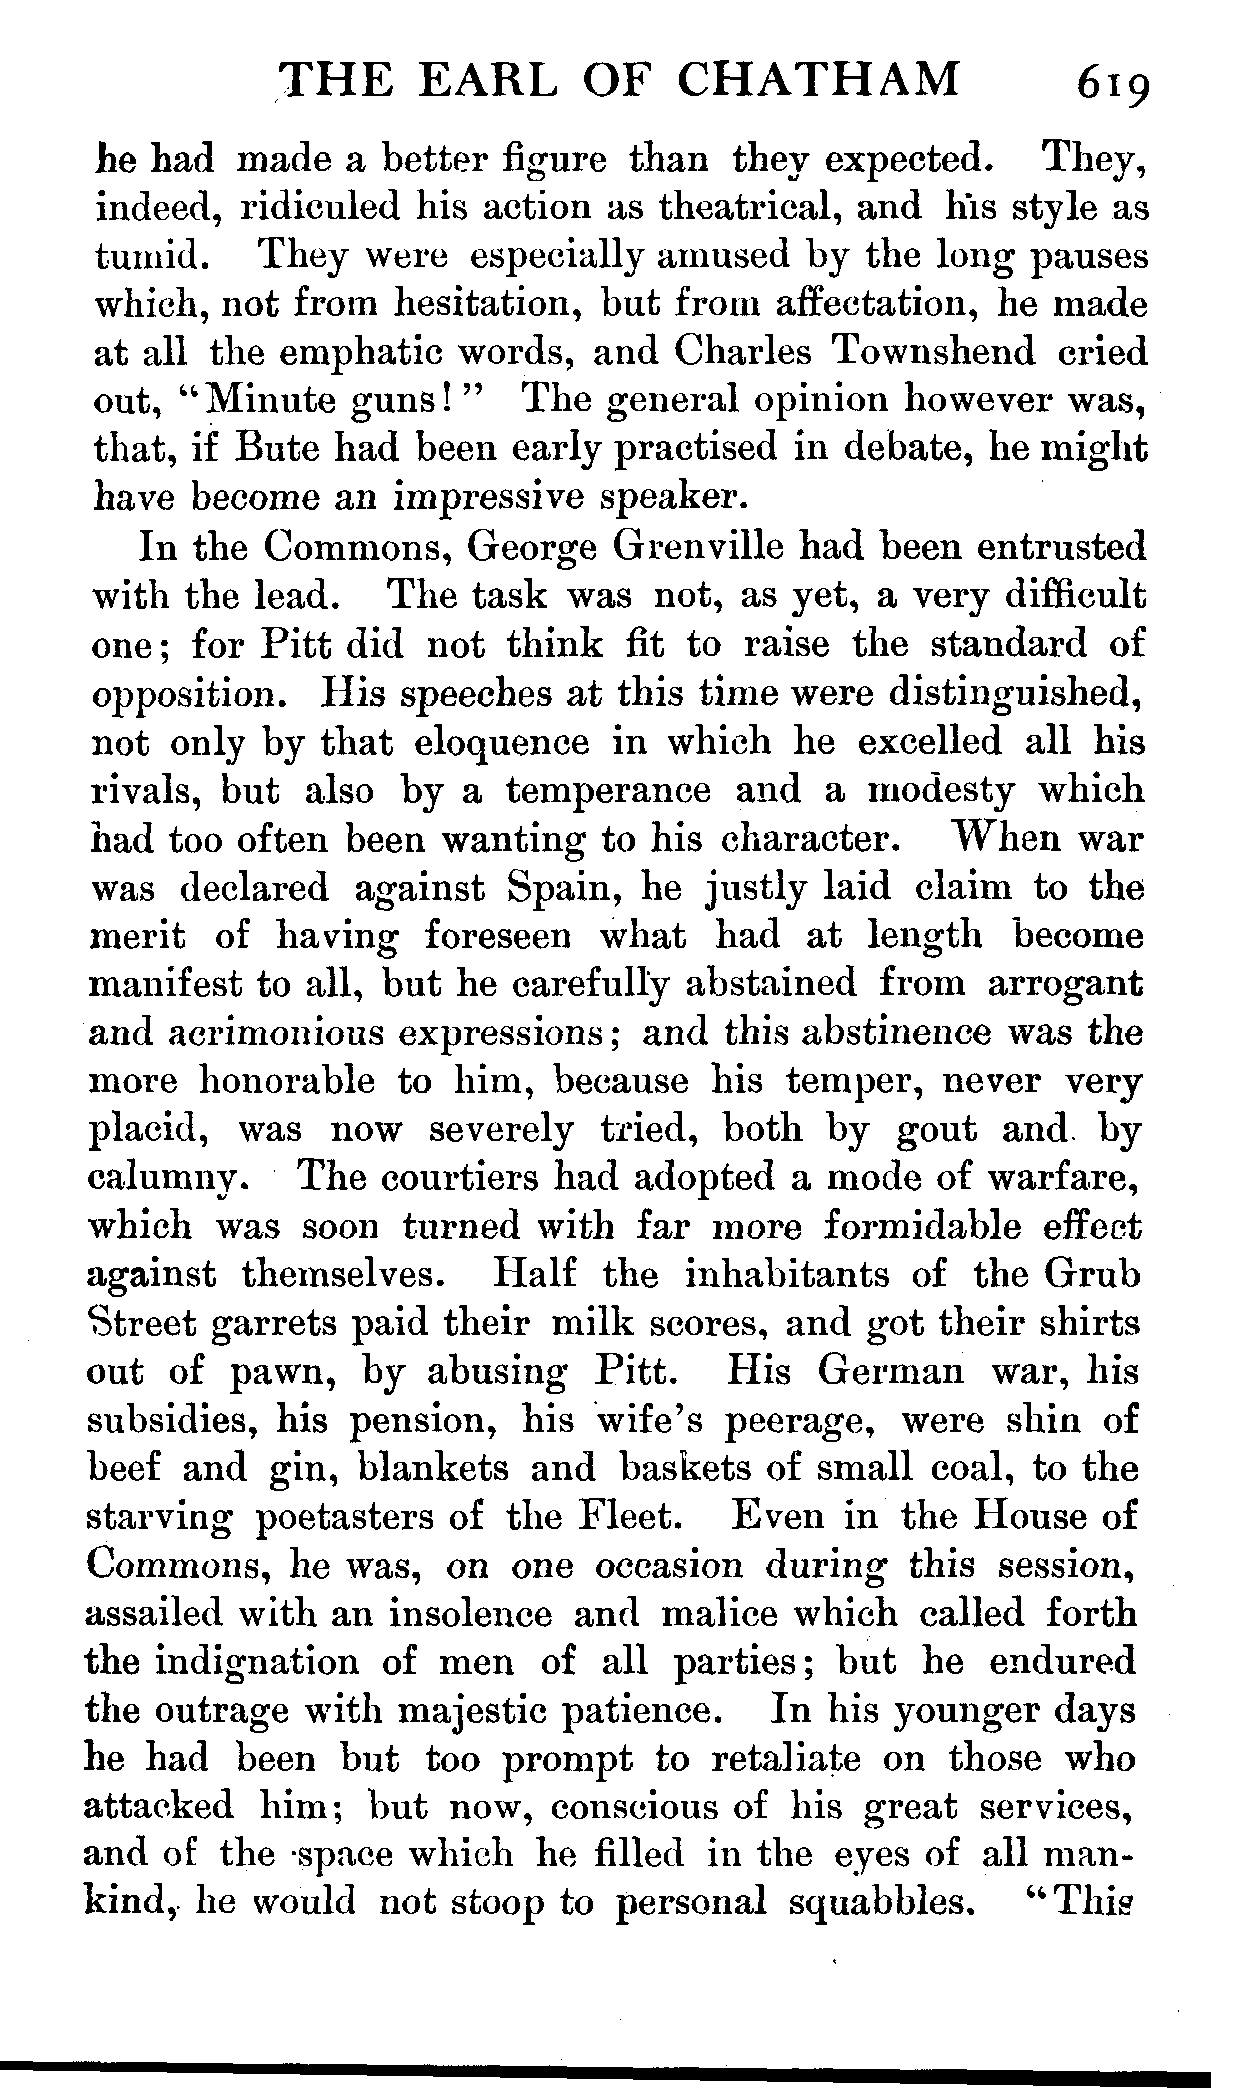 THE EARL OF CHATHAM 619
he had made a better figure than they expected. They,
indeed, ridiculed his action as theatrical, and his style as
tumid. They were especially amused by the long pauses
which, not from hesitation, but from affectation, he made
at all the emphatic words, and Charles Townshend cried
out, “Minute guns!” The general opinion however was,
that, if Bute had been early practised in debate, he might
have become an impressive speaker.
In the Commons, George Grenville had been entrusted
with the lead. The task was not, as yet, a very difficult
one; for Pitt did not think fit to raise the standard of
opposition. His speeches at this time were distinguished,
not only by that eloquence in which he excelled all his
rivals, but also by a temperance and a modesty which
had too often been wanting to his character. When war
was declared against Spain, he justly laid claim to the
merit of having foreseen what had at length become
manifest to all, but he carefully abstained from arrogant
and acrimonious expressions; and this abstinence was the
more honorable to him, because his temper, never very
placid, was now severely tried, both by gout and by
calumny. The courtiers had adopted a mode of warfare,
which was soon turned with far more formidable effect
against themselves. Half the inhabitants of the Grub
Street garrets paid their milk scores, and got their shirts
out of pawn, by abusing Pitt. His German war, his
subsidies, his pension, his wife’s peerage, were shin of
beef and gin, blankets and baskets of small coal, to the
starving poetasters of the Fleet. Even in the House of
Commons, he was, on one occasion during this session,
assailed with an insolence and malice which called forth
the indignation of men of all parties; but he endured
the outrage with majestic patience. In his younger days
he had been but too prompt to retaliate on those who
attacked him; but now, conscious of his great services,
and of the space which he filled in the eyes of all man-
kind, he would not stoop to personal squabbles. “This